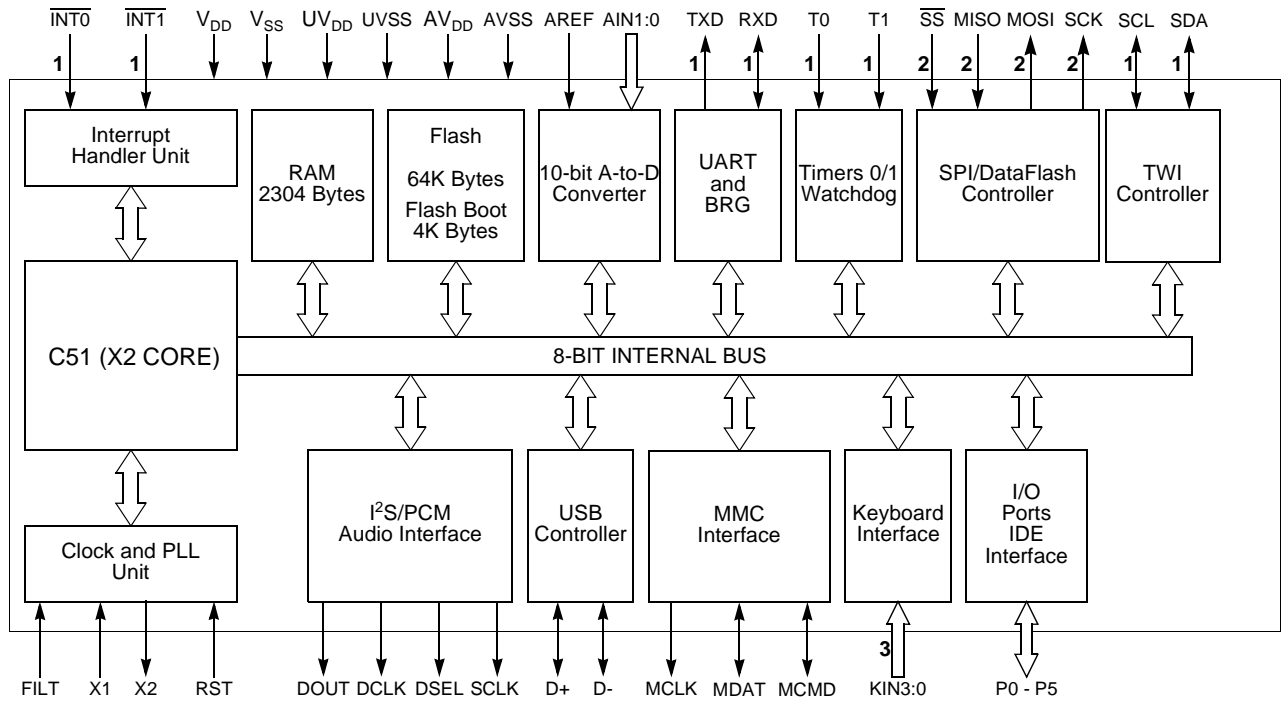 INT0 INT1 VDD VSS UVDD UVSS AVDD AVSS AREF AIN1:0 TXD RXD T0 T1 SS MISO MOSI SCK SCL SDA
1 1 1 1 1 1 2 2 2 2 1 1
Interrupt
Handler Unit
RAM
2304 Bytes
Flash
64K Bytes
Flash Boot
4K Bytes
10-bit A-to-D
Converter
UART
and
BRG
Timers 0/1
Watchdog
SPI/DataFlash
Controller
TWI
Controller
C51 (X2 CORE)
8-BIT INTERNAL BUS
Clock and PLL
Unit
I2S/PCM
Audio Interface
USB
Controller
MMC
Interface
Keyboard
Interface
I/O
Ports
IDE
Interface
3
FILT X1 X2 RST DOUT DCLK DSEL SCLK D+ D- MCLK MDAT MCMD KIN3:0 P0 - P5